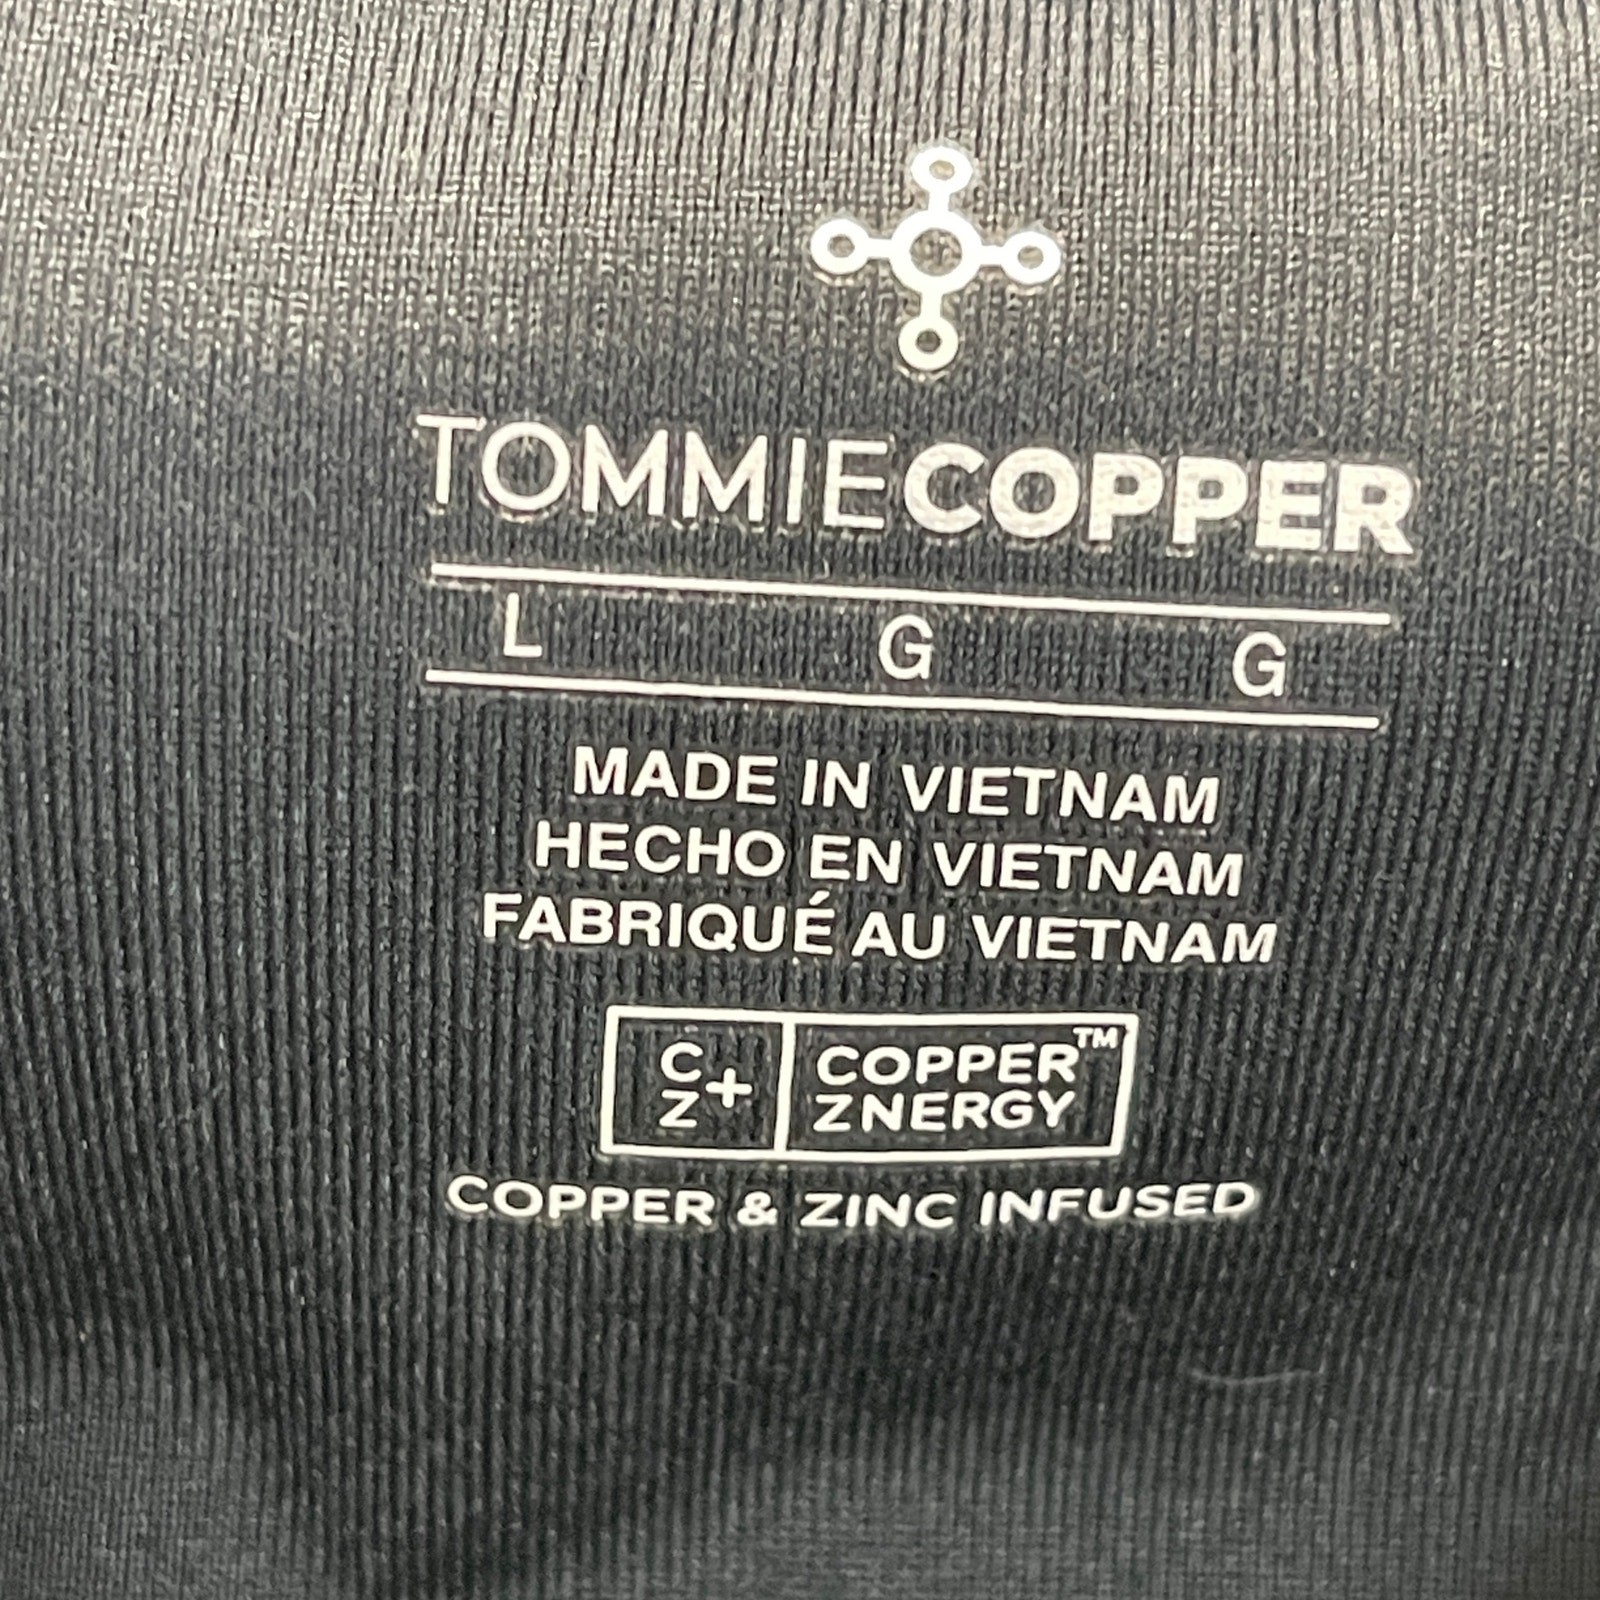 TOMMIECOPPER
L G G
MADE IN VIETNAM
HECHO EN VIETNAM
FABRIQUÉ AU VIETNAM
C
Z
+
COPPER™
ZNERGY
COPPER & ZINC INFUSED